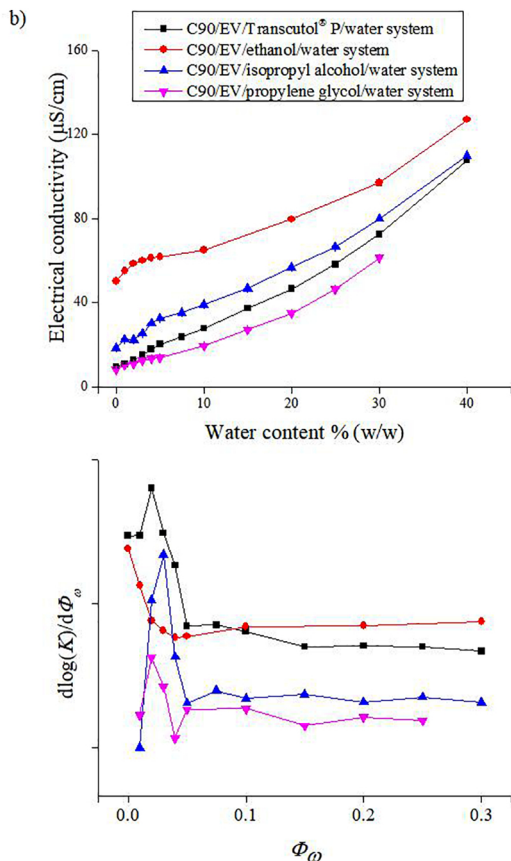 b)
C90/EV/Transcutol® P/water system
C90/EV/ethanol/water system
C90/EV/isopropyl alcohol/water system
C90/EV/propylene glycol/water system
Electrical conductivity (µS/cm)
160
120
80
40
0
0 10 20 30 40
Water content % (w/w)
dlog(K)/dΦω
0.0 0.1 0.2 0.3
Φω